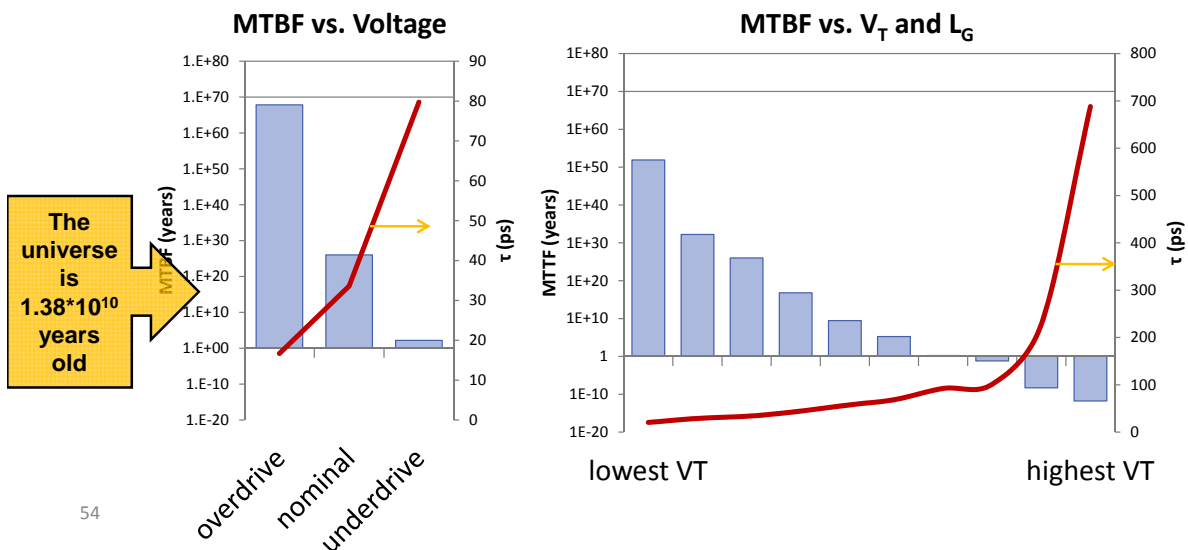 MTBF vs. Voltage
1.E+80
1.E+70
1.E+60
1.E+50
1.E+40
1.E+30
1.E+20
1.E+10
1.E+00
1.E-10
1.E-20
MTBF (years)
90
80
70
60
50
40
30
20
10
0
τ (ps)
overdrive
nominal
underdrive
The
universe
is
1.38*10¹⁰
years
old
MTBF vs. V_T and L_G
1E+80
1E+70
1E+60
1E+50
1E+40
1E+30
1E+20
1E+10
1
1E-10
1E-20
MTTF (years)
800
700
600
500
400
300
200
100
0
τ (ps)
lowest VT
highest VT
54